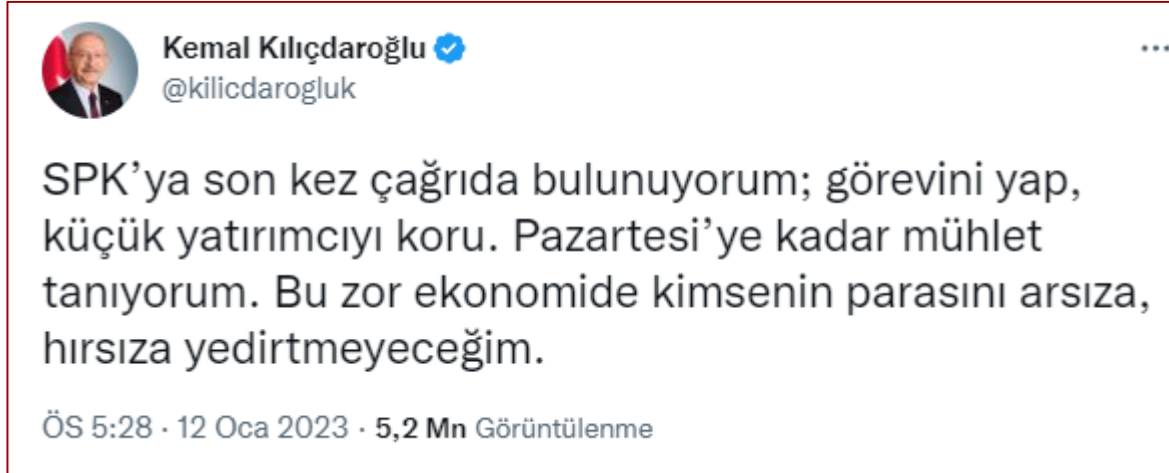 Kemal Kılıçdaroğlu
@kilicdarogluk
SPK’ya son kez çağrıda bulunuyorum; görevini yap,
küçük yatırımcıyı koru. Pazartesi’ye kadar mühlet
tanıyorum. Bu zor ekonomide kimsenin parasını arsıza,
hırsıza yedirtmeyeceğim.
ÖS 5:28 · 12 Oca 2023 · 5,2 Mn Görüntülenme